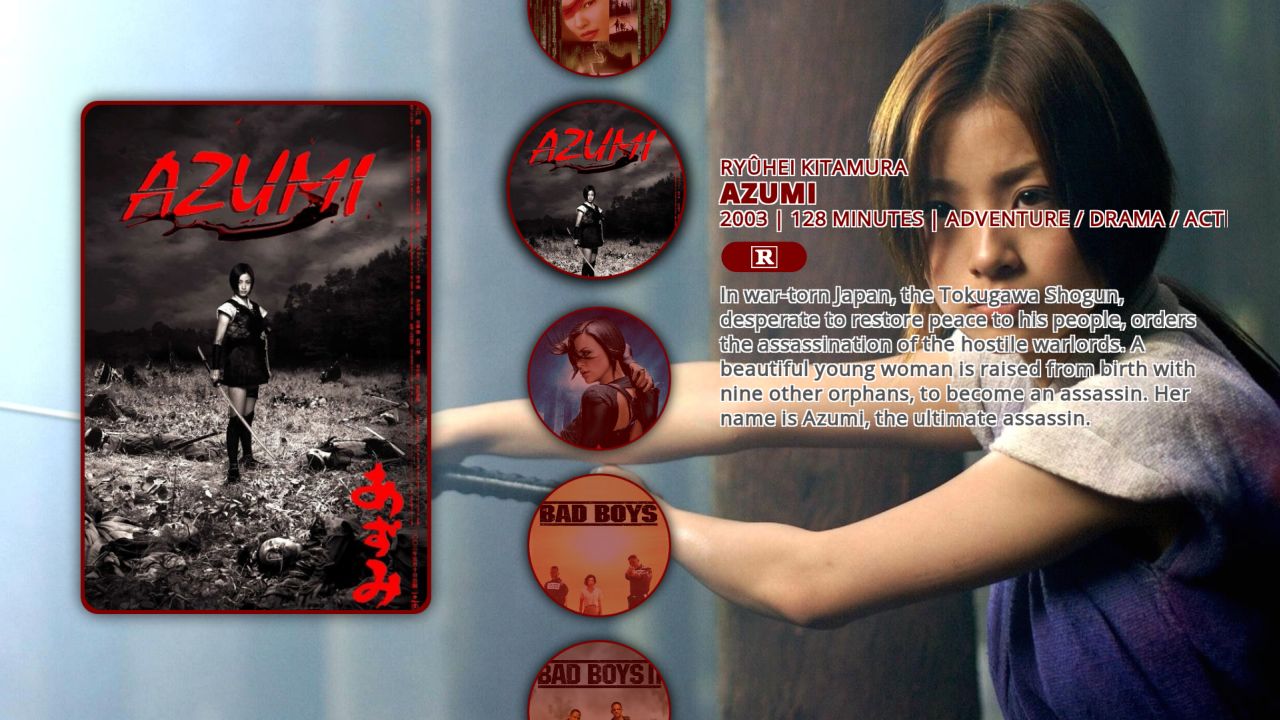 AZUMI
あずみ
AZUMI
BAD BOYS
BAD BOYS II
RYÛHEI KITAMURA
AZUMI
2003 | 128 MINUTES | ADVENTURE / DRAMA / ACTI
R
In war-torn Japan, the Tokugawa Shogun,
desperate to restore peace to his people, orders
the assassination of the hostile warlords. A
beautiful young woman is raised from birth with
nine other orphans, to become an assassin. Her
name is Azumi, the ultimate assassin.